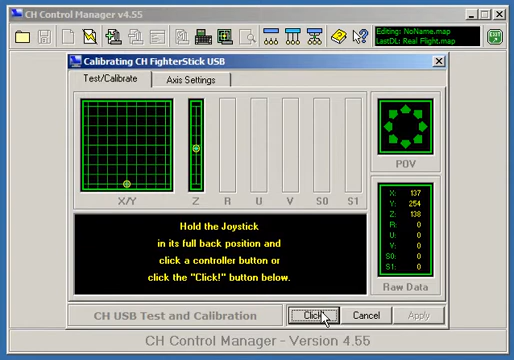 CH Control Manager v4.55
Editing: NoName.map
LastDL: Real Flight.map
EXIT
Calibrating CH FighterStick USB
Test/Calibrate
Axis Settings
X/Y
Z
R
U
V
S0
S1
POV
X: 137
Y: 254
Z: 138
R: 0
U: 0
V: 0
S0: 0
S1: 0
Raw Data
Hold the Joystick
in its full back position and
click a controller button or
click the "Click!" button below.
CH USB Test and Calibration
Cancel
Apply
CH Control Manager - Version 4.55